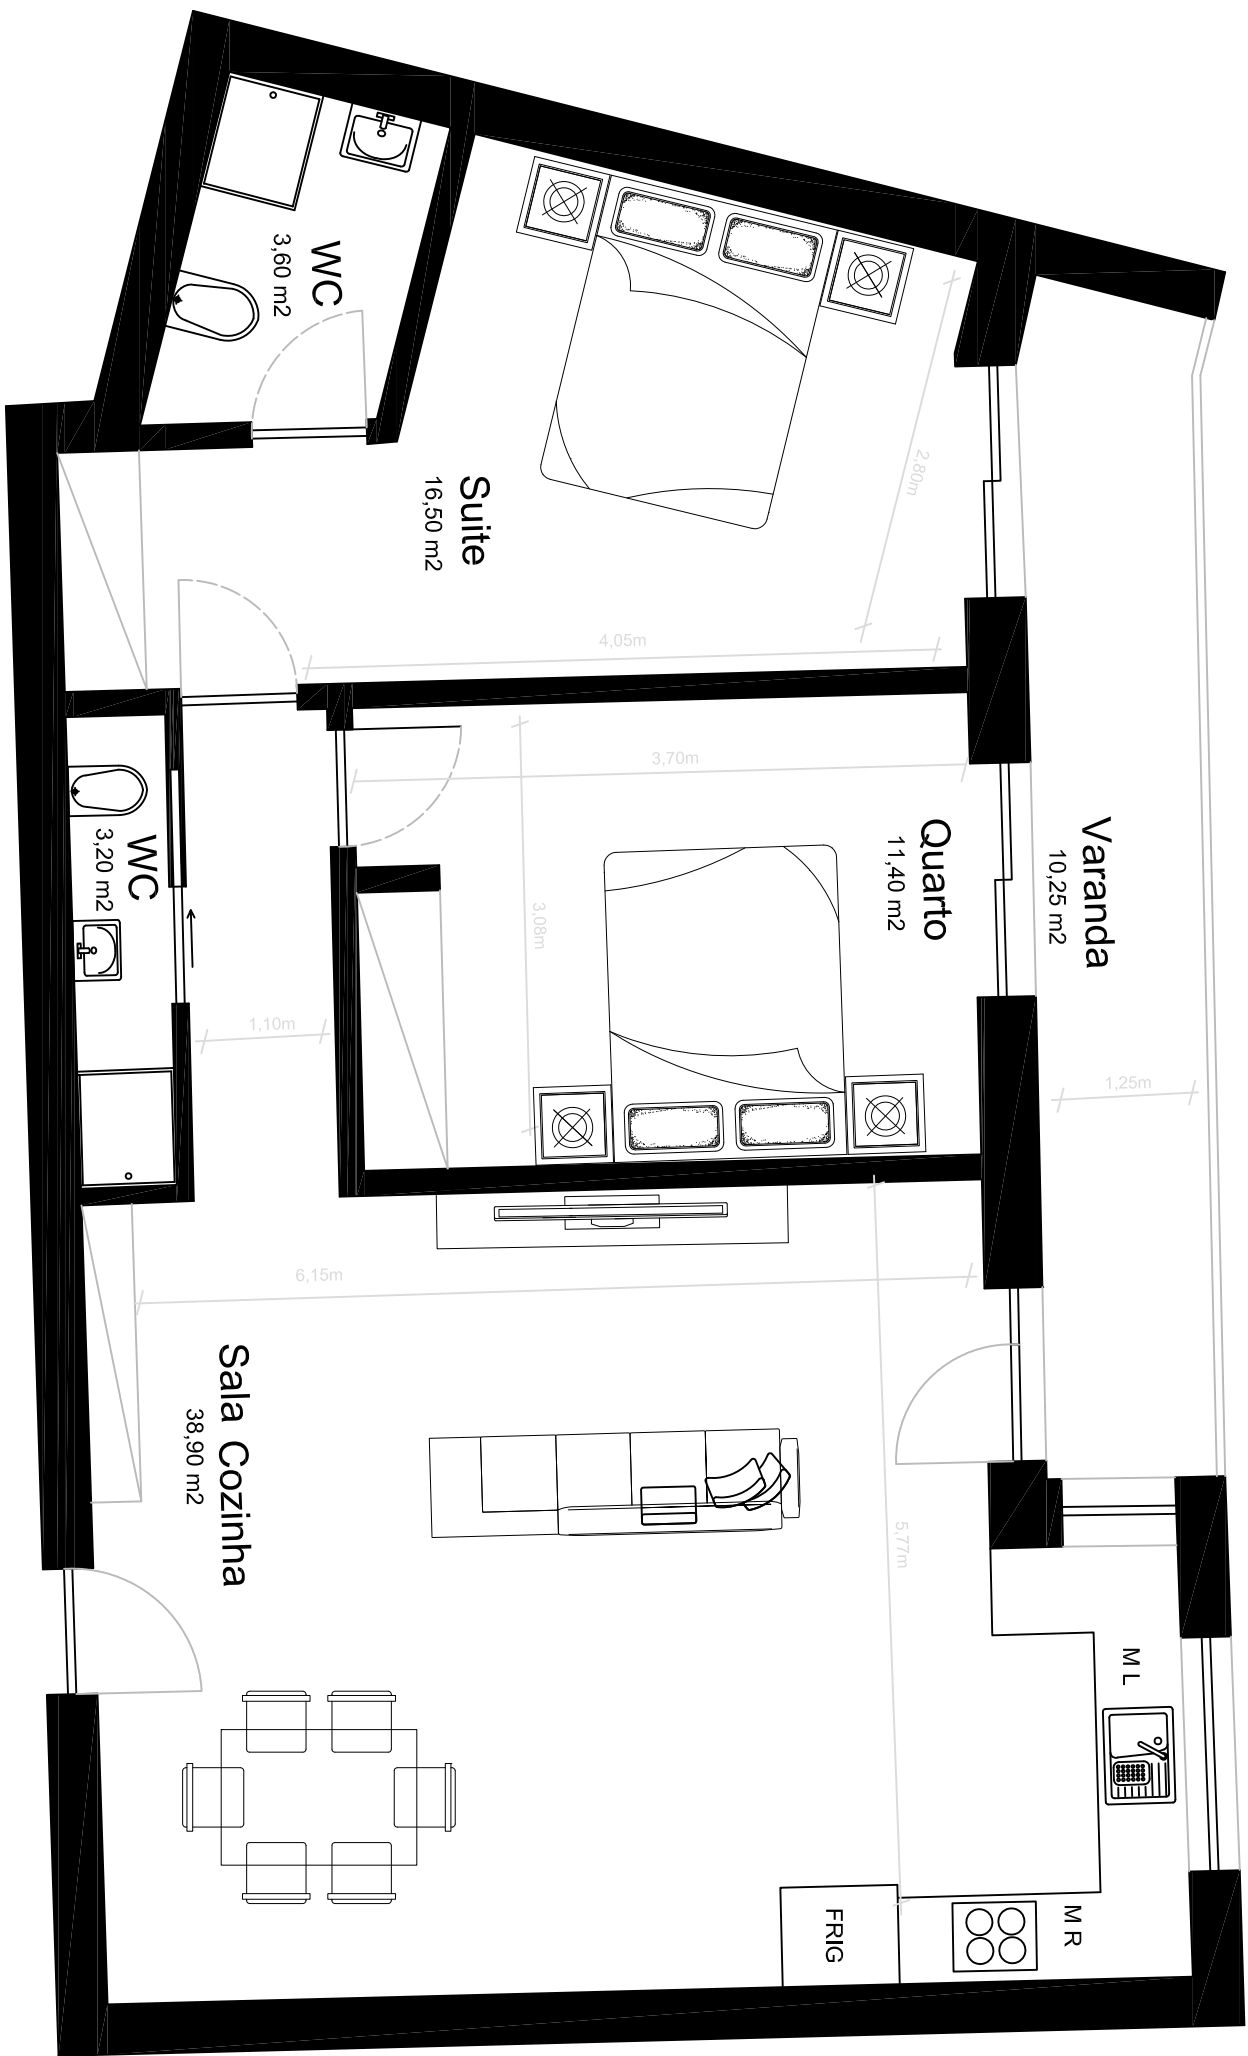 WC
3,60 m2
Suite
16,50 m2
2,80m
4,05m
3,70m
Quarto
11,40 m2
3,08m
Varanda
10,25 m2
1,25m
WC
3,20 m2
1,10m
6,15m
Sala Cozinha
38,90 m2
5,77m
M L
M R
FRIG